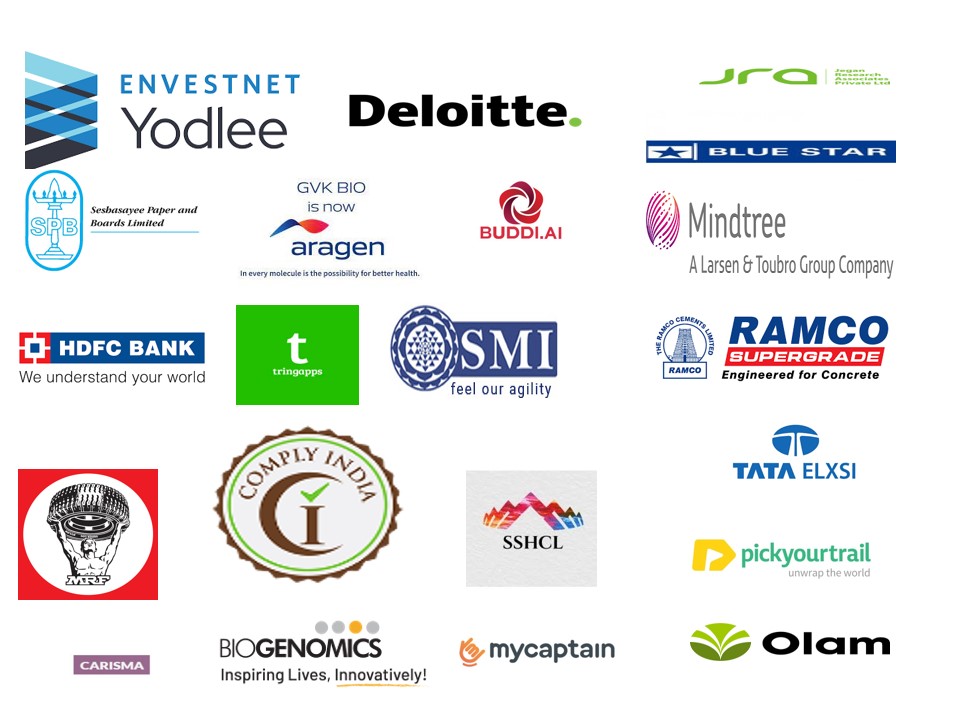 ENVESTNET
Yodlee
Deloitte.
jra
Jegan
Research
Associates
Private Ltd
BLUE STAR
SPB
Seshasayee Paper and
Boards Limited
GVK BIO
is now
aragen
In every molecule is the possibility for better health.
BUDDI.AI
Mindtree
A Larsen & Toubro Group Company
HDFC BANK
We understand your world
t
tringapps
SMI
feel our agility
THE RAMCO CEMENTS LIMITED
RAMCO
RAMCO
SUPERGRADE
Engineered for Concrete
MRF
COMPLY INDIA
CI
SSHCL
TATA ELXSI
pickyourtrail
unwrap the world
CARISMA
BIOGENOMICS
Inspiring Lives, Innovatively!
mycaptain
Olam